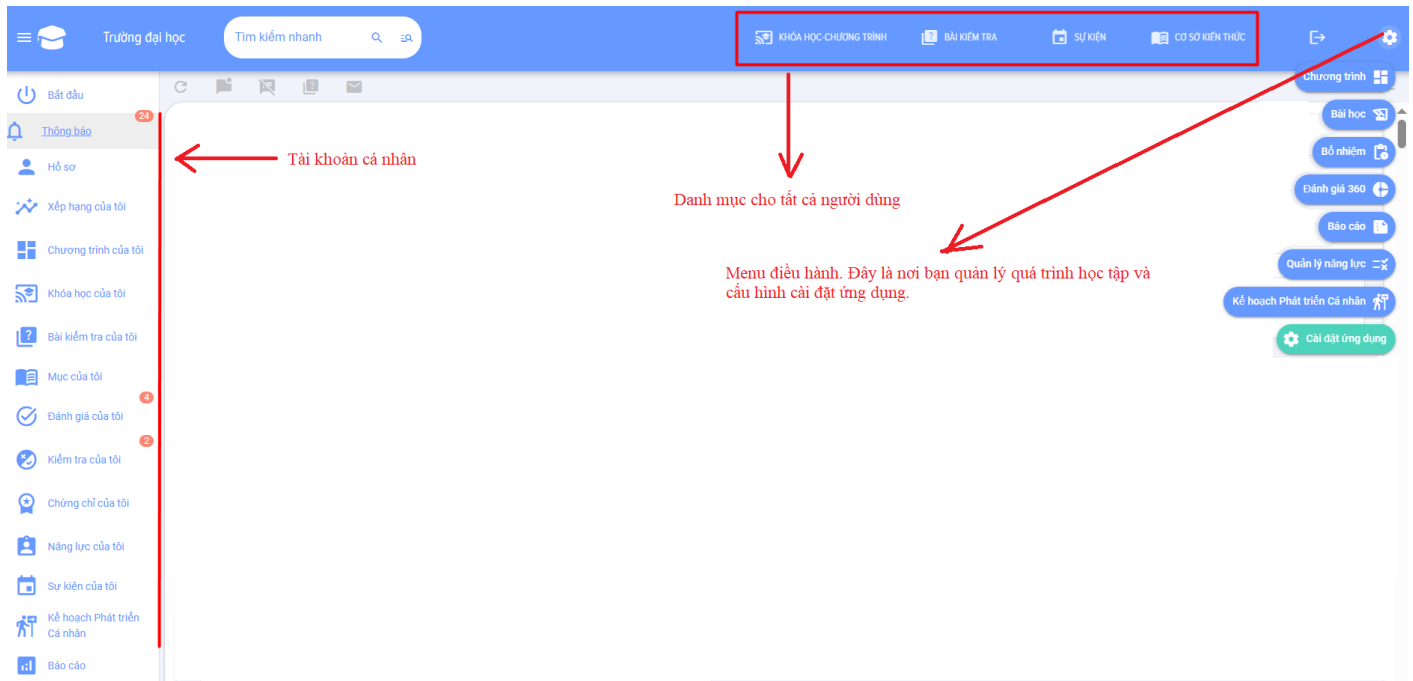 Trường đại học
Tìm kiếm nhanh
KHÓA HỌC-CHƯƠNG TRÌNH
BÀI KIỂM TRA
SỰ KIỆN
CƠ SỞ KIẾN THỨC
Bắt đầu
24
Thông báo
Hồ sơ
Xếp hạng của tôi
Chương trình của tôi
Khóa học của tôi
Bài kiểm tra của tôi
Mục của tôi
4
Đánh giá của tôi
2
Kiểm tra của tôi
Chứng chỉ của tôi
Năng lực của tôi
Sự kiện của tôi
Kế hoạch Phát triển
Cá nhân
Báo cáo
Tài khoản cá nhân
Danh mục cho tất cả người dùng
Menu điều hành. Đây là nơi bạn quản lý quá trình học tập và
cấu hình cài đặt ứng dụng.
Chương trình
Bài học
Bổ nhiệm
Đánh giá 360
Báo cáo
Quản lý năng lực
Kế hoạch Phát triển Cá nhân
Cài đặt ứng dụng